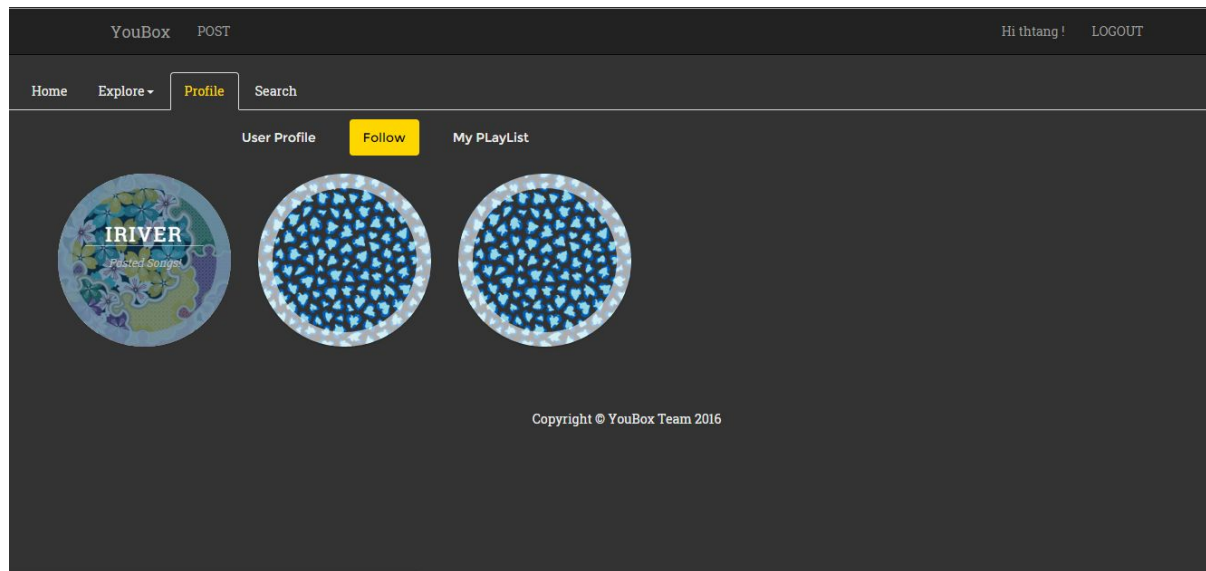 YouBox POST Hi thtang ! LOGOUT
Home Explore Profile Search
User Profile Follow My PLayList
IRIVER
Posted Songs!
Copyright © YouBox Team 2016